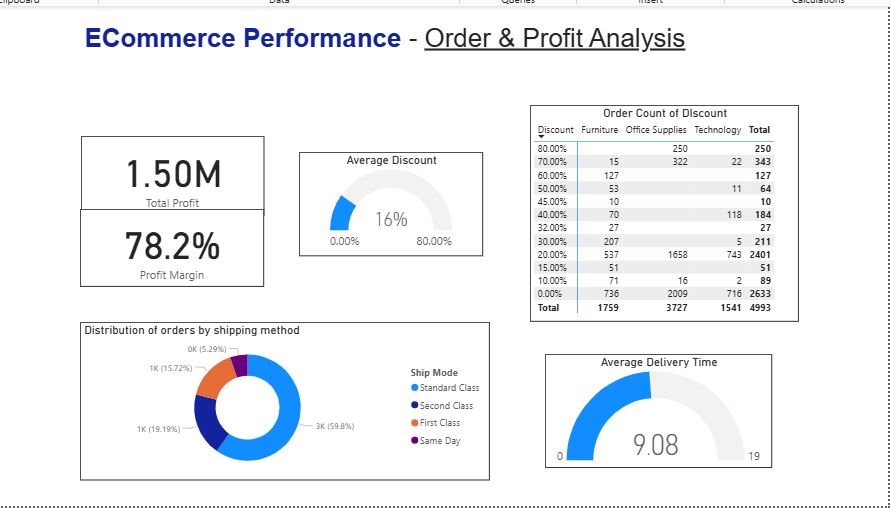 Clipboard
Data
Queries
Insert
Calculations
ECommerce Performance - Order & Profit Analysis
1.50M
Total Profit
78.2%
Profit Margin
Average Discount
16%
0.00% 80.00%
Order Count of DIscount
Discount Furniture Office Supplies Technology Total
80.00% 250 250
70.00% 15 322 22 343
60.00% 127 127
50.00% 53 11 64
45.00% 10 10
40.00% 70 118 184
32.00% 27 27
30.00% 207 5 211
20.00% 537 1658 743 2401
15.00% 51 51
10.00% 71 16 2 89
0.00% 736 2009 716 2633
Total 1759 3727 1541 4993
Distribution of orders by shipping method
0K (5.29%)
1K (15.72%)
1K (19.19%)
3K (59.8%)
Ship Mode
Standard Class
Second Class
First Class
Same Day
Average Delivery Time
9.08
0 19